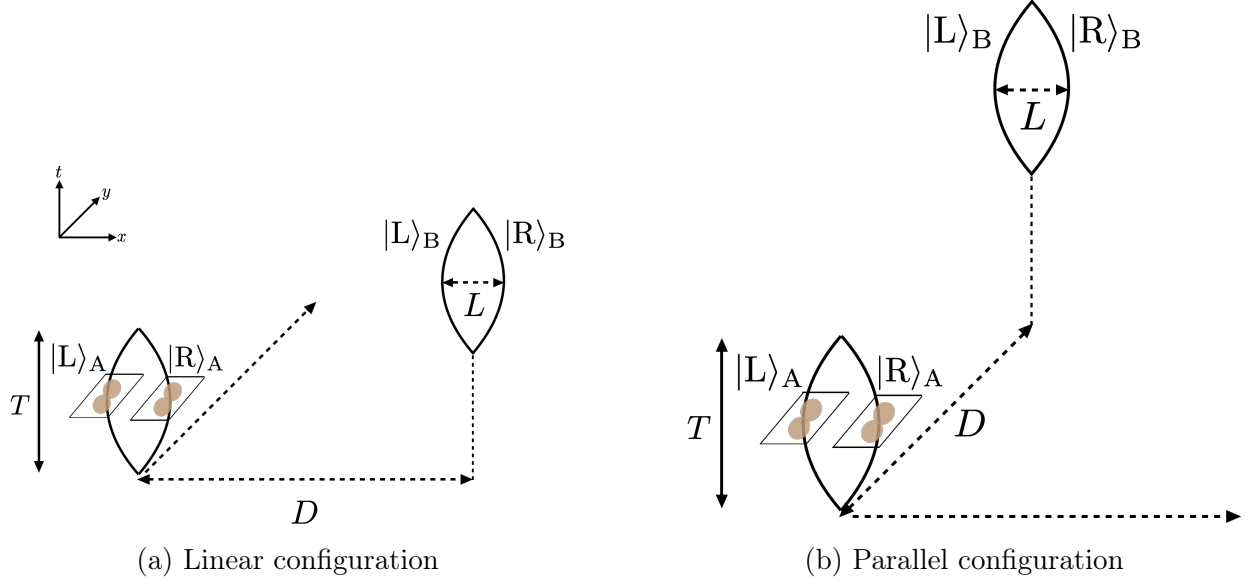 |L⟩B |R⟩B
L
t
y
x
|L⟩B |R⟩B
L
|L⟩A |R⟩A
T
D
|L⟩A |R⟩A
T
D
(a) Linear configuration
(b) Parallel configuration